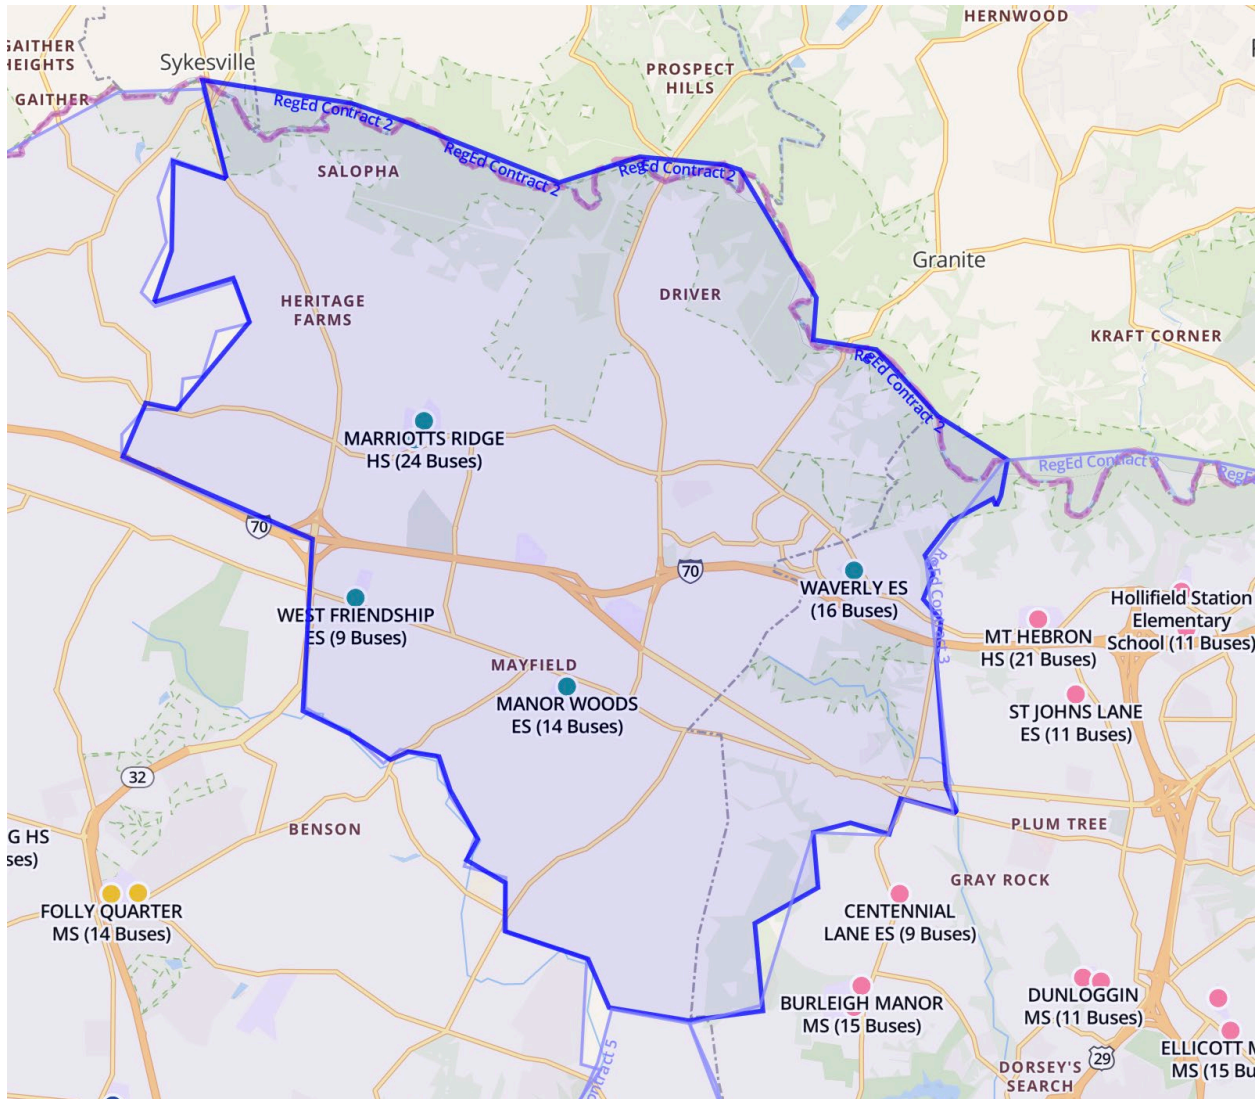 HERNWOOD
GAITHER
HEIGHTS
Sykesville
PROSPECT
HILLS
GAITHER
RegEd Contract 2
RegEd Contract 2
RegEd Contract 2
SALOPHA
Granite
HERITAGE
FARMS
DRIVER
KRAFT CORNER
RegEd Contract 2
MARRIOTTS RIDGE
HS (24 Buses)
RegEd Contract
RegE
70
70
WAVERLY ES
(16 Buses)
RegEd Contract 3
WEST FRIENDSHIP
ES (9 Buses)
Hollifield Station
Elementary
School (11 Buses)
MT HEBRON
HS (21 Buses)
MAYFIELD
MANOR WOODS
ES (14 Buses)
ST JOHNS LANE
ES (11 Buses)
32
BENSON
PLUM TREE
G HS
ses)
GRAY ROCK
FOLLY QUARTER
MS (14 Buses)
CENTENNIAL
LANE ES (9 Buses)
BURLEIGH MANOR
MS (15 Buses)
DUNLOGGIN
MS (11 Buses)
ELLICOTT M
MS (15 Bu
29
DORSEY'S
SEARCH
ontract 5